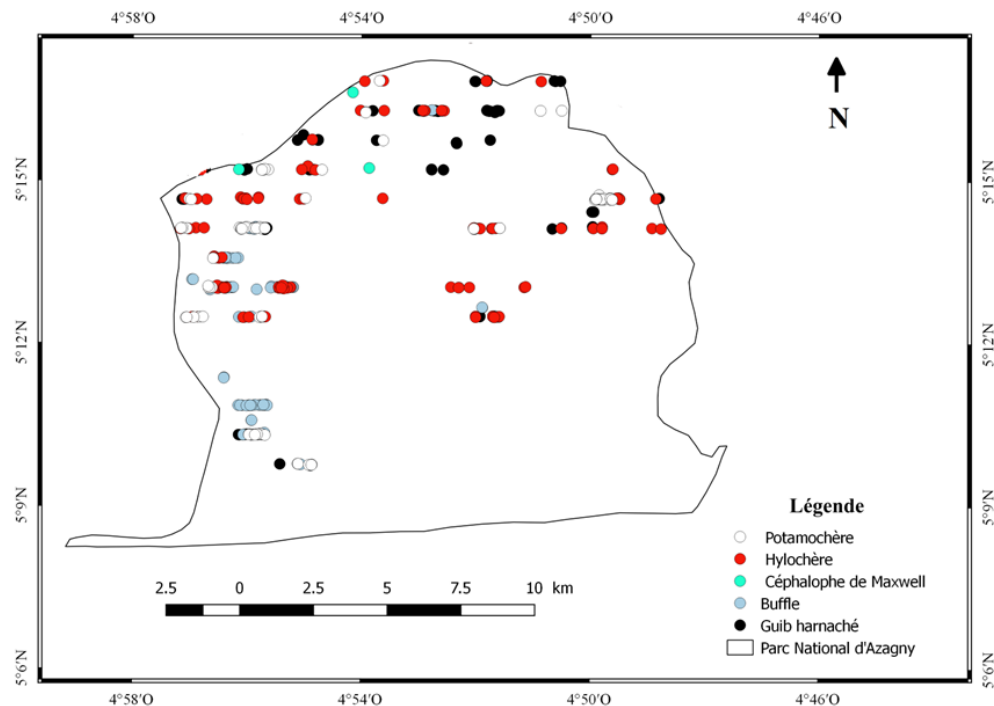 4°58′O 4°54′O 4°50′O 4°46′O
N
5°15′N 5°15′N
5°12′N 5°12′N
5°9′N 5°9′N
5°6′N 5°6′N
Légende
Potamochère
Hylochère
Céphalophe de Maxwell
Buffle
Guib harnaché
Parc National d'Azagny
2.5 0 2.5 5 7.5 10 km
4°58′O 4°54′O 4°50′O 4°46′O